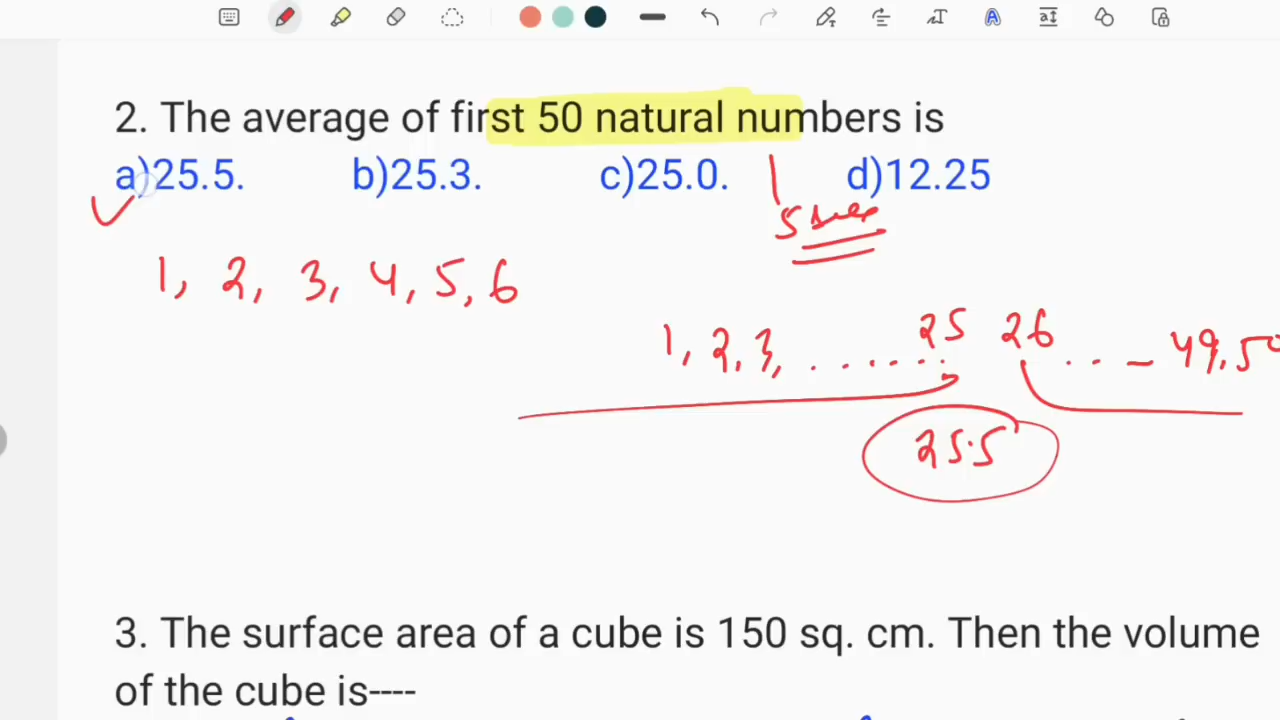 2. The average of first 50 natural numbers is
a)25.5. b)25.3. c)25.0. d)12.25
5 sec
1, 2, 3, 4, 5, 6
1, 2, 3, ...... 25 26 .. _ 49, 50
25.5
3. The surface area of a cube is 150 sq. cm. Then the volume
of the cube is----